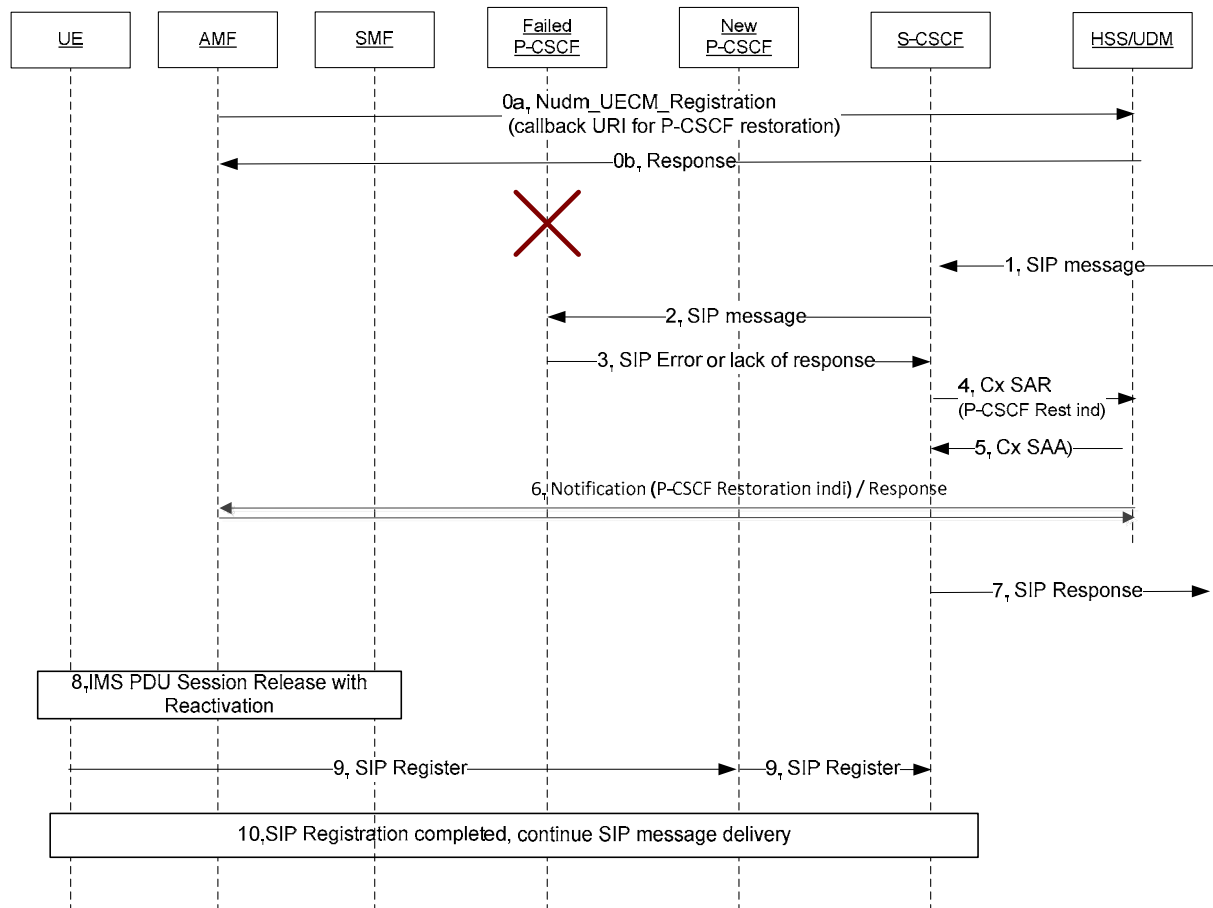 UE
AMF
SMF
Failed
P-CSCF
New
P-CSCF
S-CSCF
HSS/UDM
0a, Nudm_UECM_Registration
(callback URI for P-CSCF restoration)
0b, Response
1, SIP message
2, SIP message
3, SIP Error or lack of response
4, Cx SAR
(P-CSCF Rest ind)
5, Cx SAA)
6, Notification (P-CSCF Restoration indi) / Response
7, SIP Response
8,IMS PDU Session Release with
Reactivation
9, SIP Register
9, SIP Register
10,SIP Registration completed, continue SIP message delivery